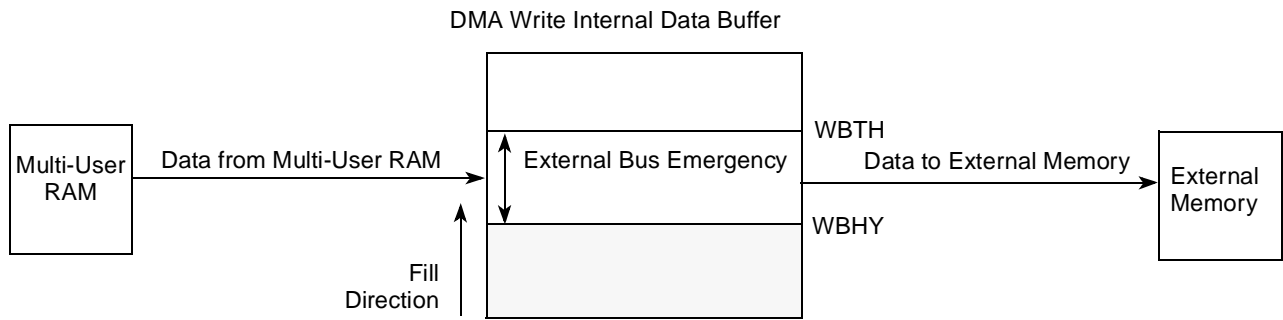 DMA Write Internal Data Buffer
WBTH
Multi-User
RAM
Data from Multi-User RAM
External Bus Emergency
Data to External Memory
External
Memory
WBHY
Fill
Direction